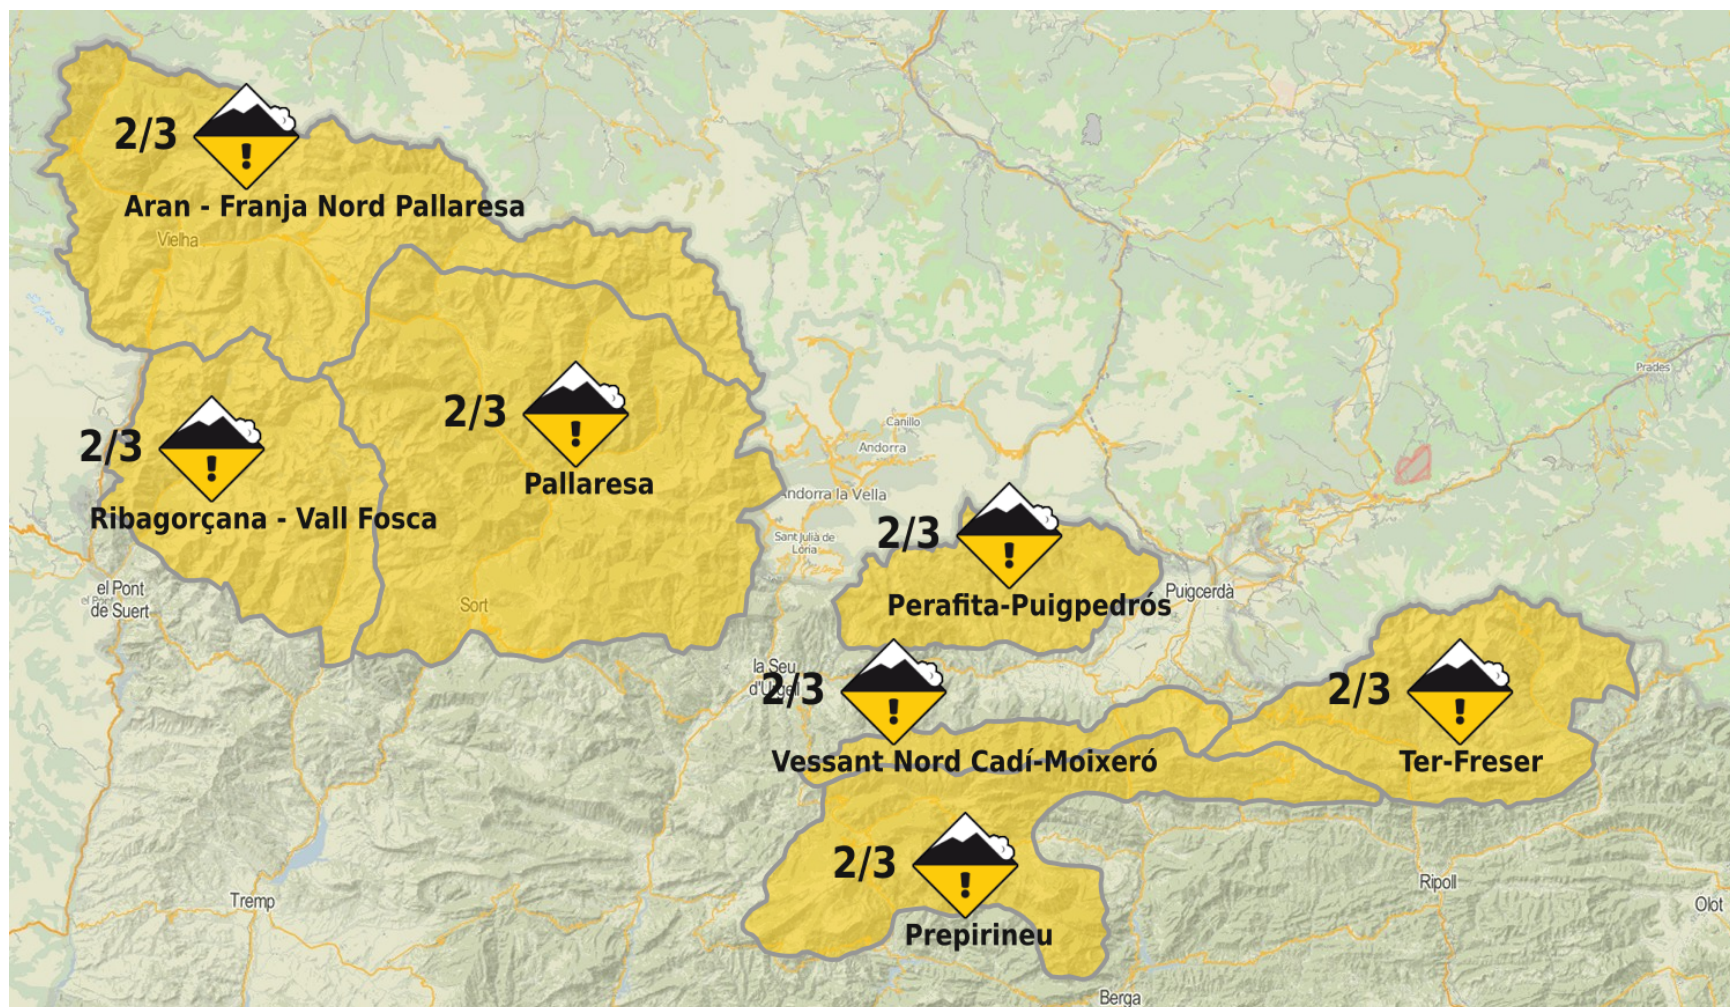 2/3
!
Aran - Franja Nord Pallaresa
Vielha
2/3
!
Pallaresa
2/3
!
Ribagorçana - Vall Fosca
Prades
Canillo
Andorra
Andorra la Vella
Sant Julià de
Lòria
2/3
!
Perafita-Puigpedrós
Puigcerdà
el Pont
de Suert
Sort
la Seu
d'Urgell
2/3
!
Vessant Nord Cadí-Moixeró
2/3
!
Ter-Freser
2/3
!
Prepirineu
Tremp
Ripoll
Olot
Berga